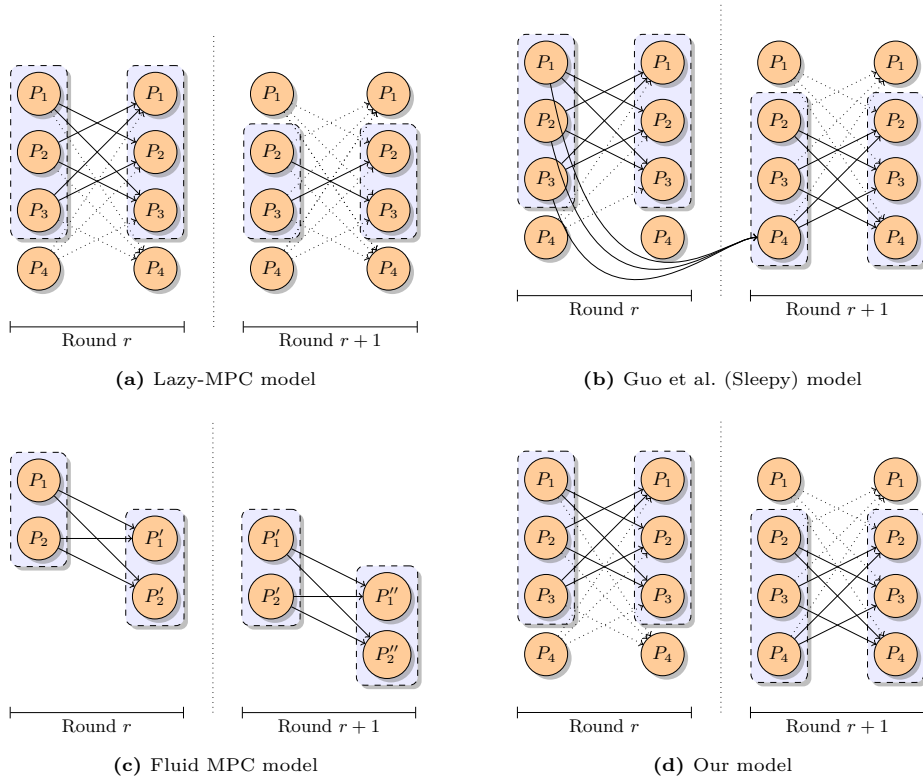 P₁ P₁ P₁ P₁
P₂ P₂ P₂ P₂
P₃ P₃ P₃ P₃
P₄ P₄ P₄ P₄
Round r Round r + 1
(a) Lazy-MPC model
P₁ P₁ P₁ P₁
P₂ P₂ P₂ P₂
P₃ P₃ P₃ P₃
P₄ P₄ P₄ P₄
Round r Round r + 1
(b) Guo et al. (Sleepy) model
P₁
P₂ P′₁ P′₁
P′₂ P′₂ P′′₁
P′′₂
Round r Round r + 1
(c) Fluid MPC model
P₁ P₁ P₁ P₁
P₂ P₂ P₂ P₂
P₃ P₃ P₃ P₃
P₄ P₄ P₄ P₄
Round r Round r + 1
(d) Our model